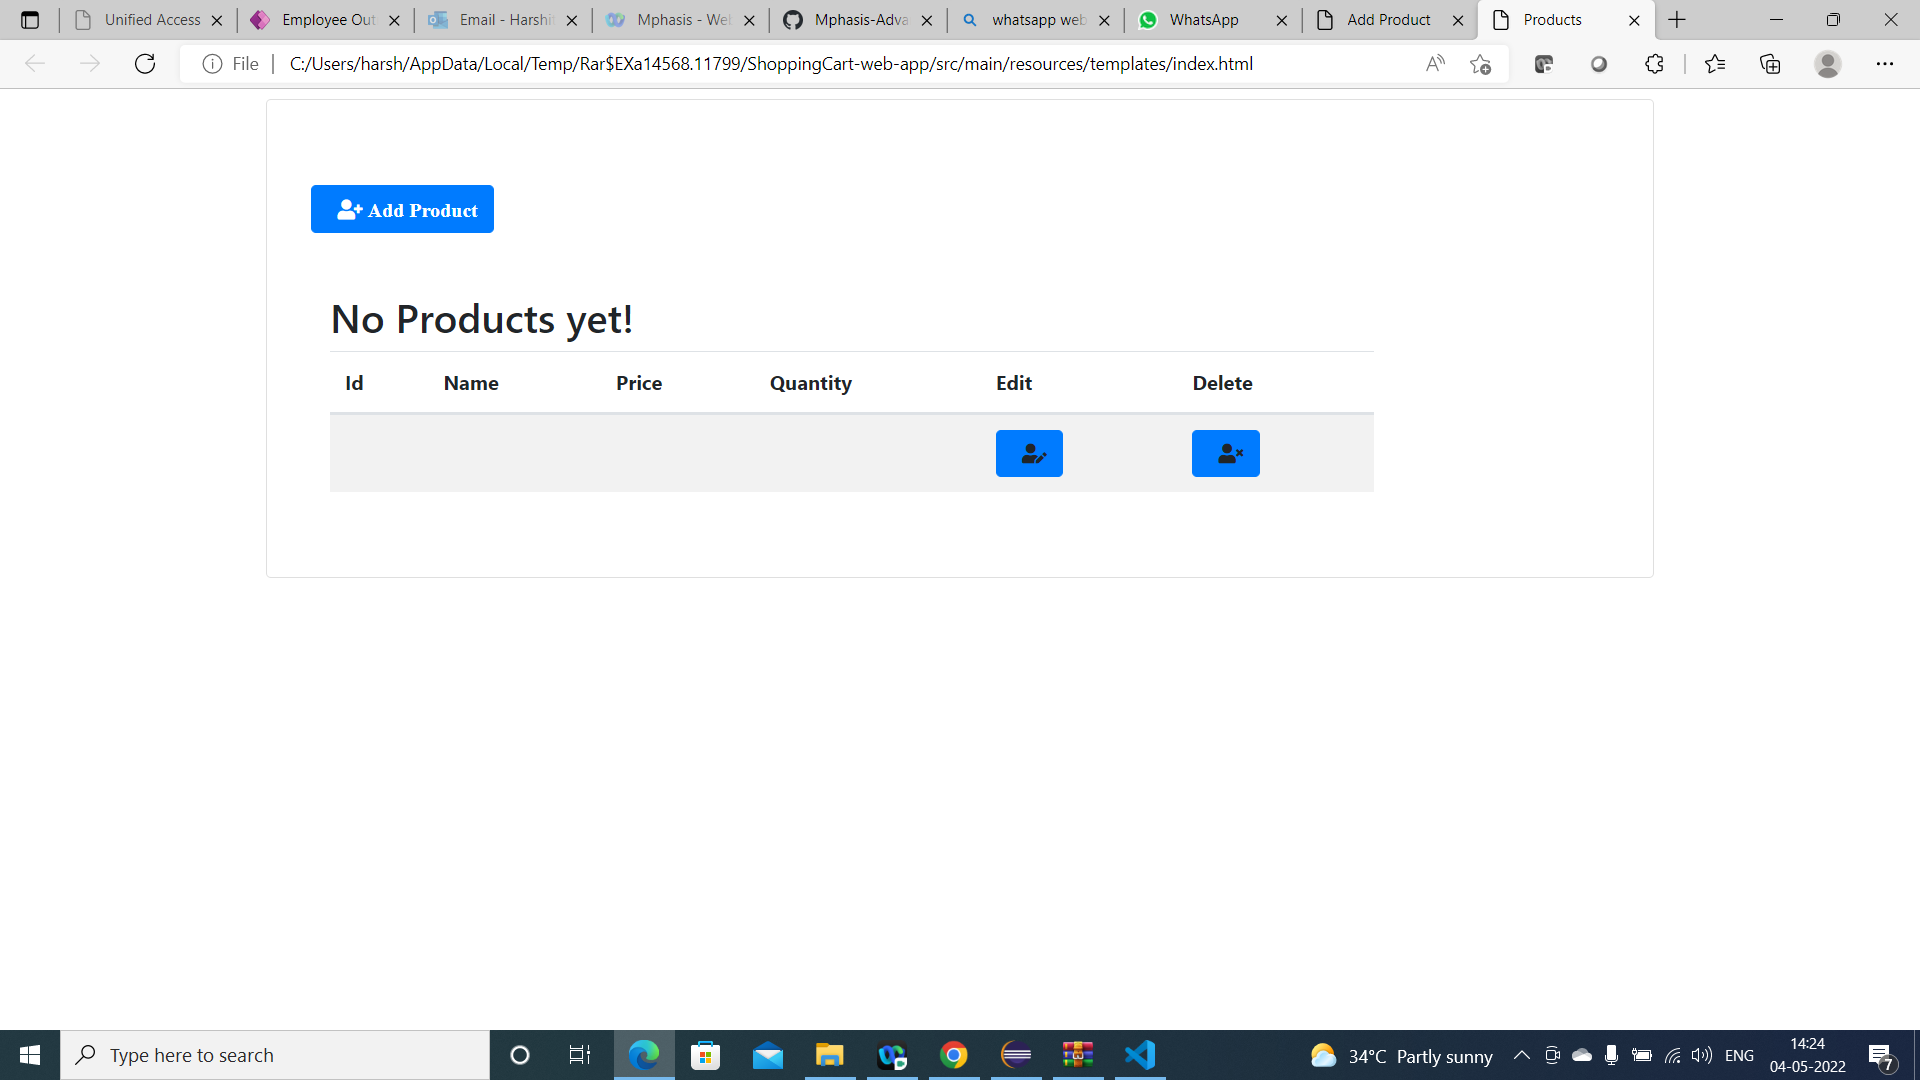 Unified Access
Employee Out
Email - Harshit
Mphasis - Web
Mphasis-Adva
whatsapp web
WhatsApp
Add Product
Products
File
C:/Users/harsh/AppData/Local/Temp/Rar$EXa14568.11799/ShoppingCart-web-app/src/main/resources/templates/index.html
Add Product
No Products yet!
Id Name Price Quantity Edit Delete
Type here to search
34°C Partly sunny
ENG
14:24
04-05-2022
7